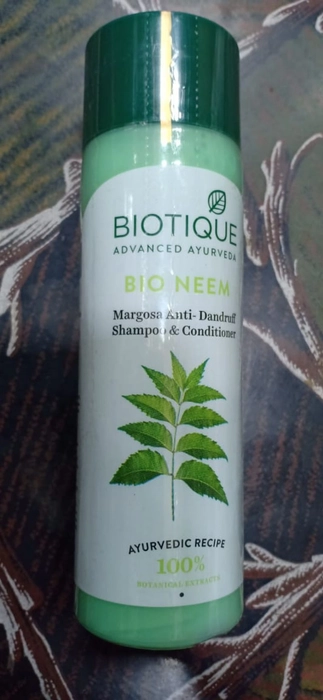 BIOTIQUE
ADVANCED AYURVEDA
BIO NEEM
Margosa Anti-Dandruff
Shampoo & Conditioner
AYURVEDIC RECIPE
100%
BOTANICAL EXTRACTS